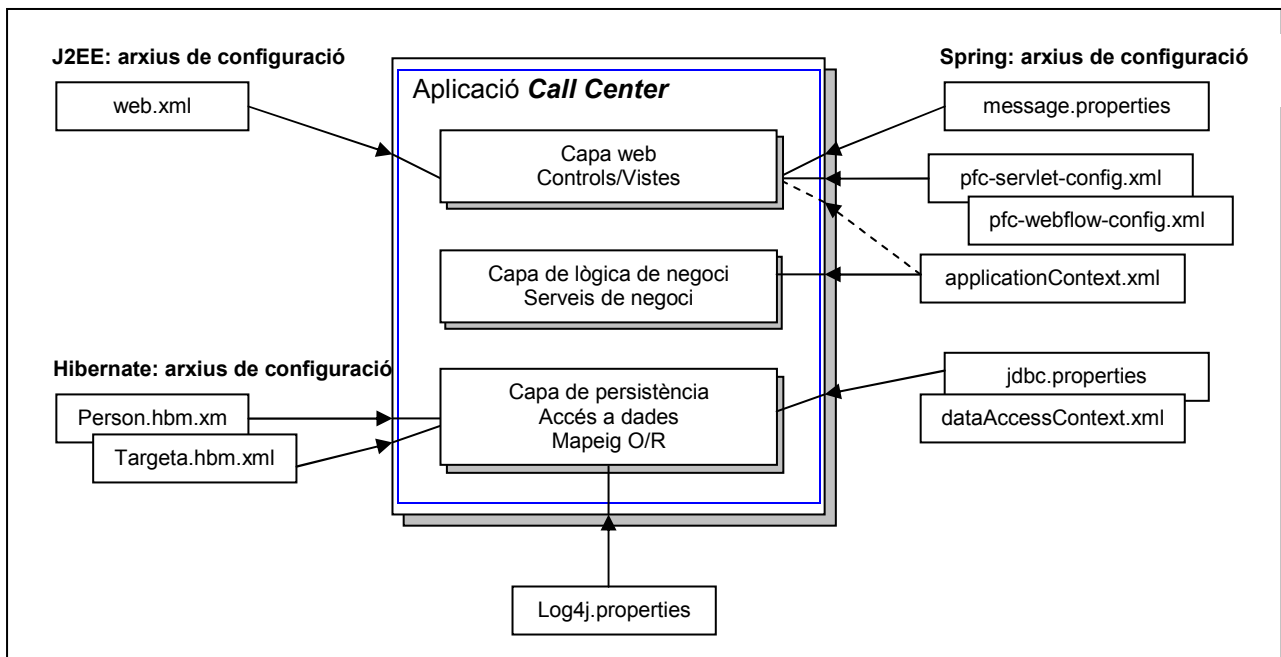 J2EE: arxius de configuració
web.xml
Aplicació Call Center
Capa web
Controls/Vistes
Capa de lògica de negoci
Serveis de negoci
Capa de persistència
Accés a dades
Mapeig O/R
Spring: arxius de configuració
message.properties
pfc-servlet-config.xml
pfc-webflow-config.xml
applicationContext.xml
jdbc.properties
dataAccessContext.xml
Hibernate: arxius de configuració
Person.hbm.xm
Targeta.hbm.xml
Log4j.properties